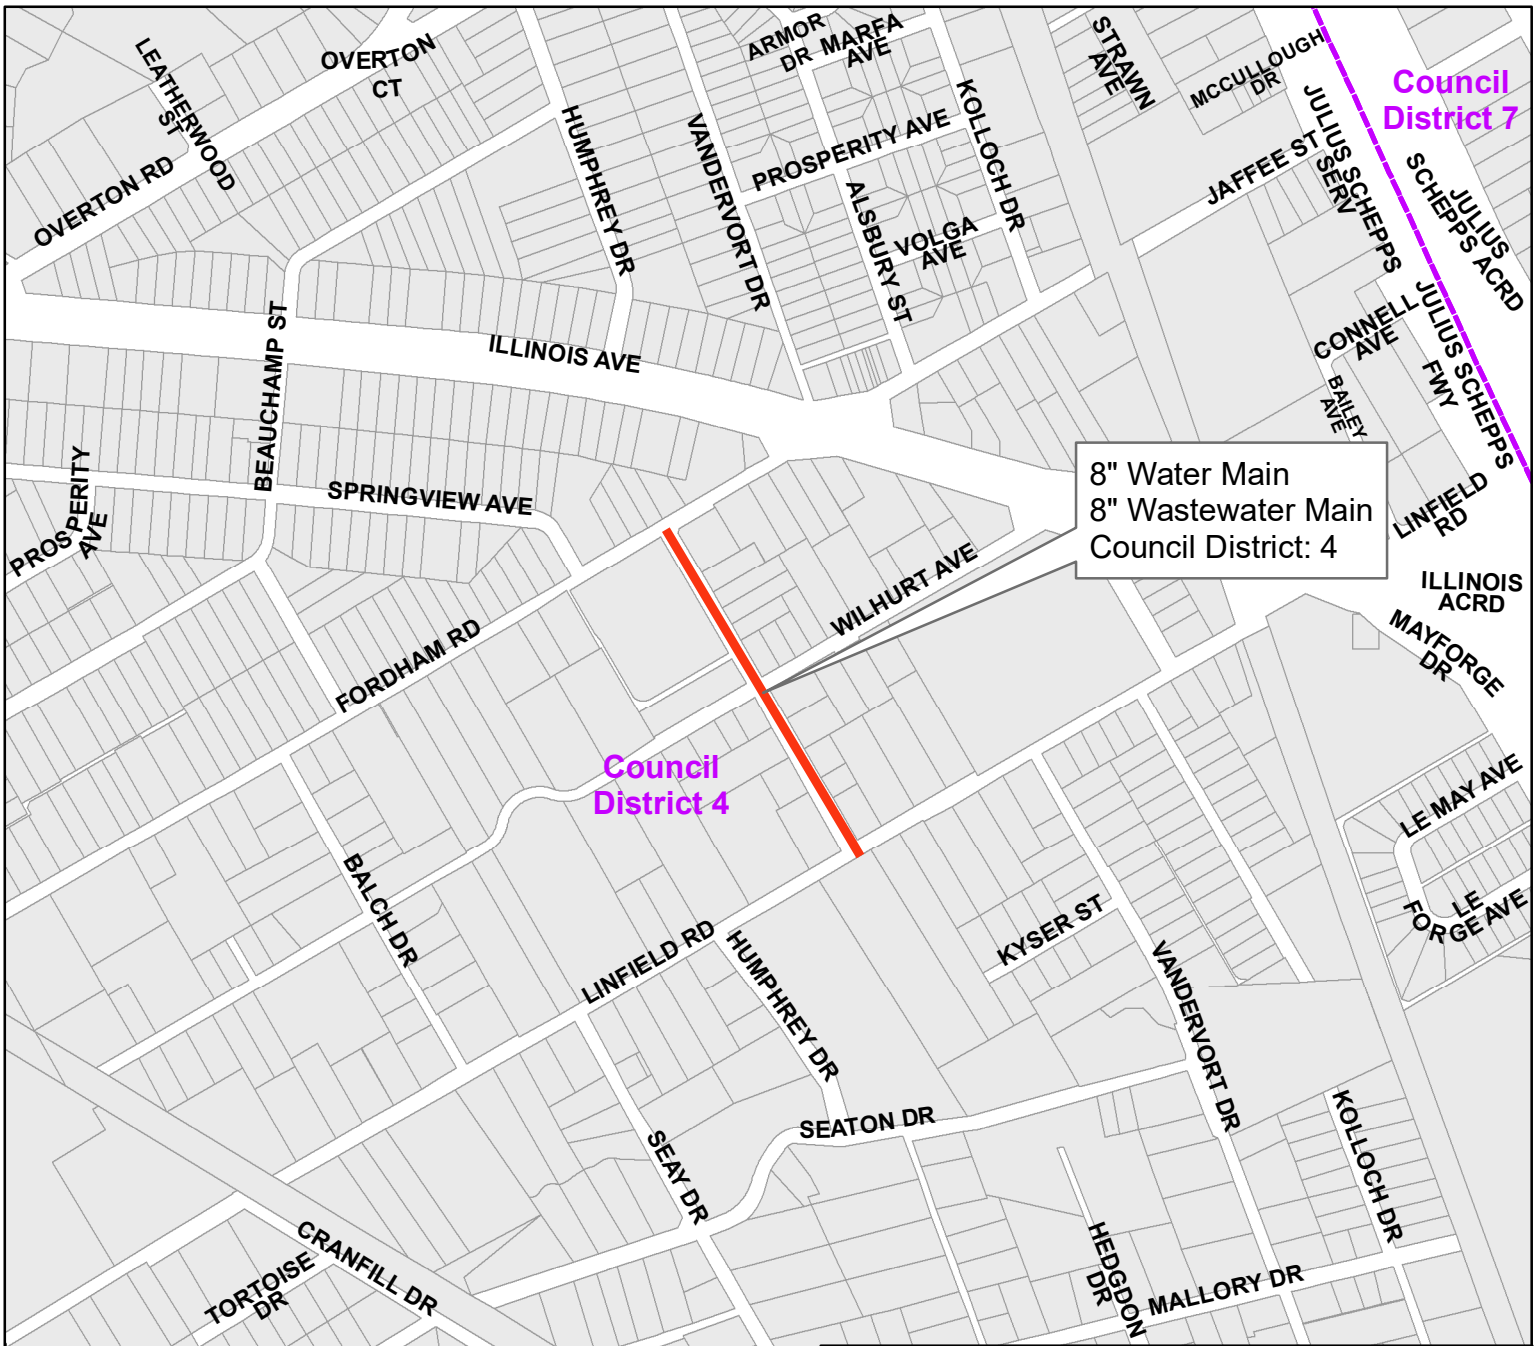 LEATHERWOOD
ST
OVERTON
CT
OVERTON RD
HUMPHREY DR
VANDERVORT DR
ARMOR
DR
MARFA
AVE
PROSPERITY AVE
KOLLOCH DR
ALSBURY ST
VOLGA
AVE
STRAWN
AVE
MCCULLOUGH
DR
JAFFEE ST
JULIUS SCHEPPS
SERV
Council
District 7
JULIUS
SCHEPPS ACRD
CONNELL
AVE
JULIUS SCHEPPS
FWY
BAILEY
AVE
BEAUCHAMP ST
ILLINOIS AVE
PROSPERITY
AVE
SPRINGVIEW AVE
8" Water Main
8" Wastewater Main
Council District: 4
LINFIELD
RD
ILLINOIS
ACRD
MAYFORGE
DR
WILHURT AVE
FORDHAM RD
Council
District 4
LE MAY AVE
LE
FORGE AVE
BALCH DR
KYSER ST
LINFIELD RD
HUMPHREY DR
VANDERVORT DR
SEATON DR
SEAY DR
KOLLOCH DR
CRANFILL DR
TORTOISE
DR
HEDGDON
DR
MALLORY DR